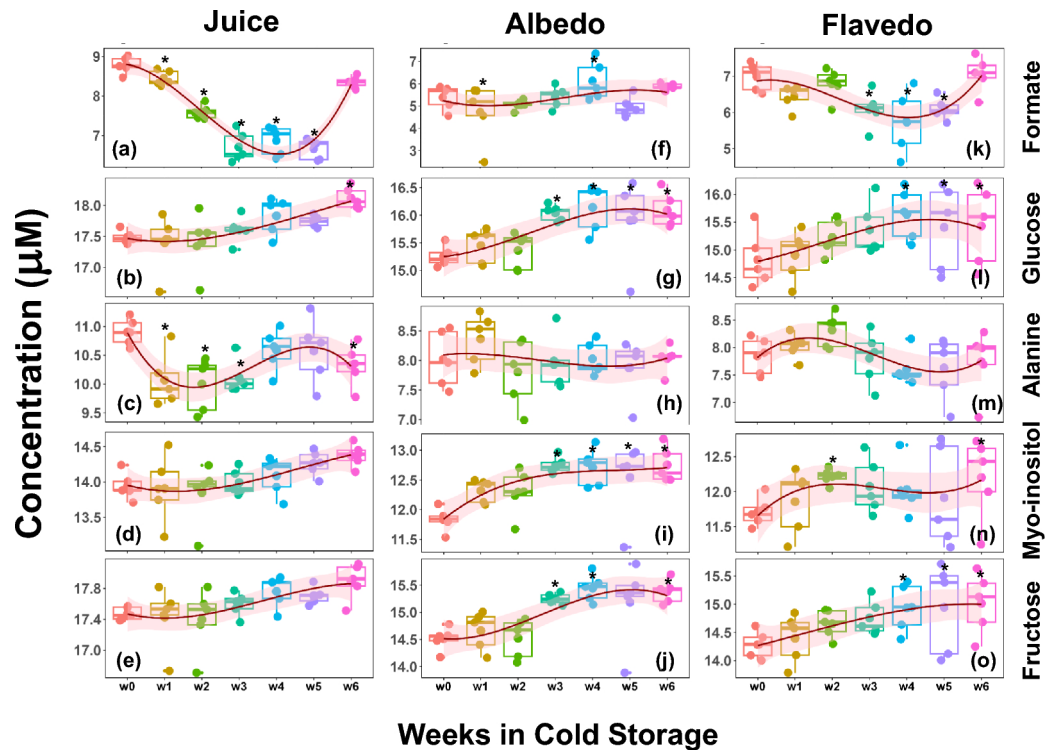 Juice Albedo Flavedo
Concentration (μMl)
9
8
7
(a)
* * * * *
6
5
4
3
(f)
* *
7
6
5
(k)
* * *
Formate
18.0
17.5
17.0
(b)
*
16.5
16.0
15.5
15.0
(g)
* * * *
16.0
15.5
15.0
14.5
(l)
* * *
Glucose
11.0
10.5
10.0
9.5
(c)
* * * *
8.5
8.0
7.5
7.0
(h)
8.5
8.0
7.5
7.0
(m)
Alanine
14.5
14.0
13.5
(d)
13.0
12.5
12.0
11.5
(i)
* * * *
12.5
12.0
11.5
(n)
* *
Myo-inositol
17.8
17.4
17.0
(e)
15.5
15.0
14.5
14.0
(j)
* * *
15.5
15.0
14.5
14.0
(o)
* * *
Fructose
w0 w1 w2 w3 w4 w5 w6
w0 w1 w2 w3 w4 w5 w6
w0 w1 w2 w3 w4 w5 w6
Weeks in Cold Storage